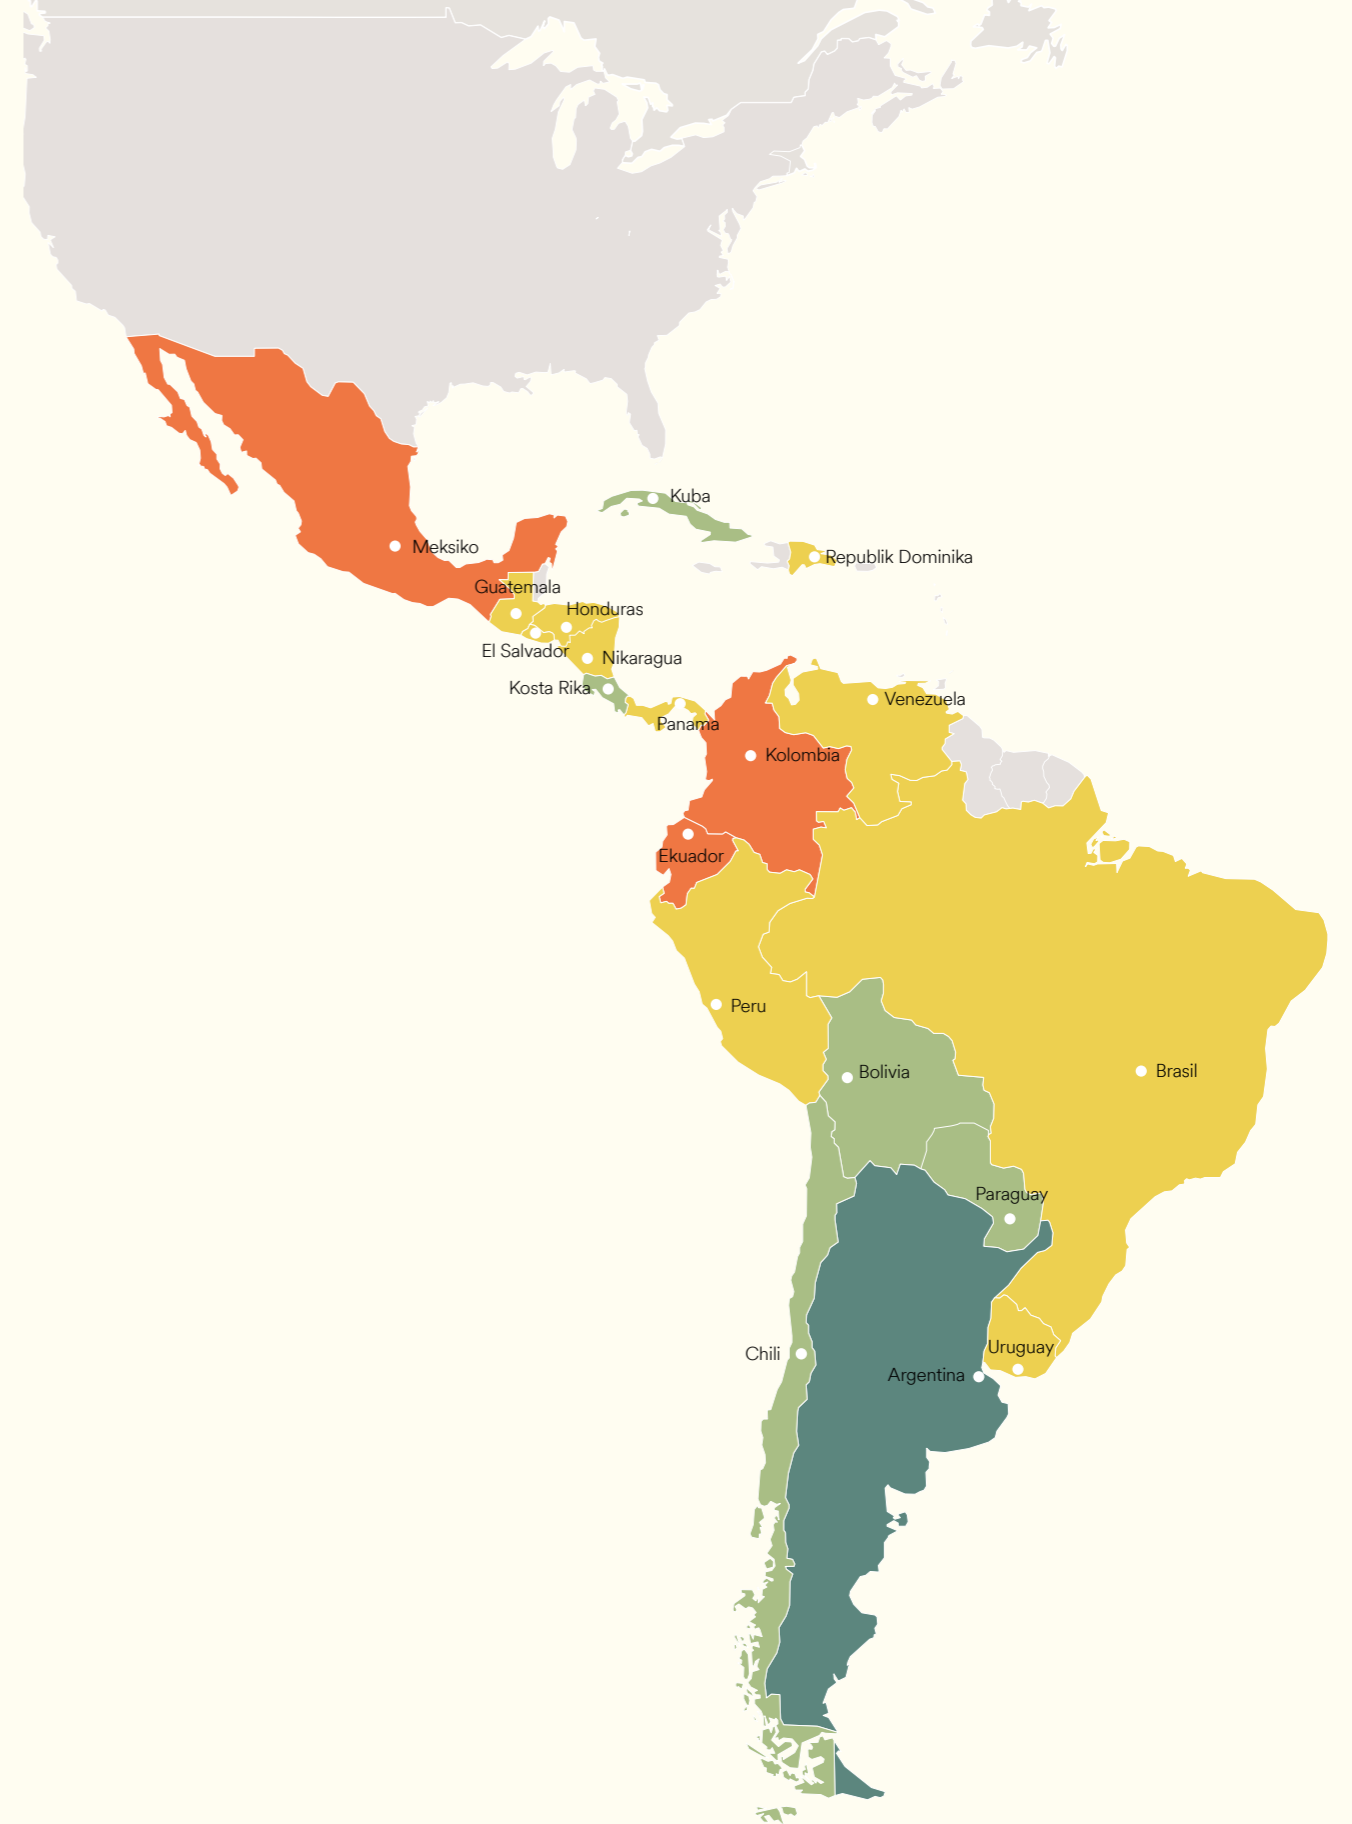 Kuba
Meksiko
Republik Dominika
Guatemala
Honduras
El Salvador
Nikaragua
Kosta Rika
Venezuela
Panama
Kolombia
Ekuador
Peru
Bolivia
Brasil
Paraguay
Uruguay
Chili
Argentina